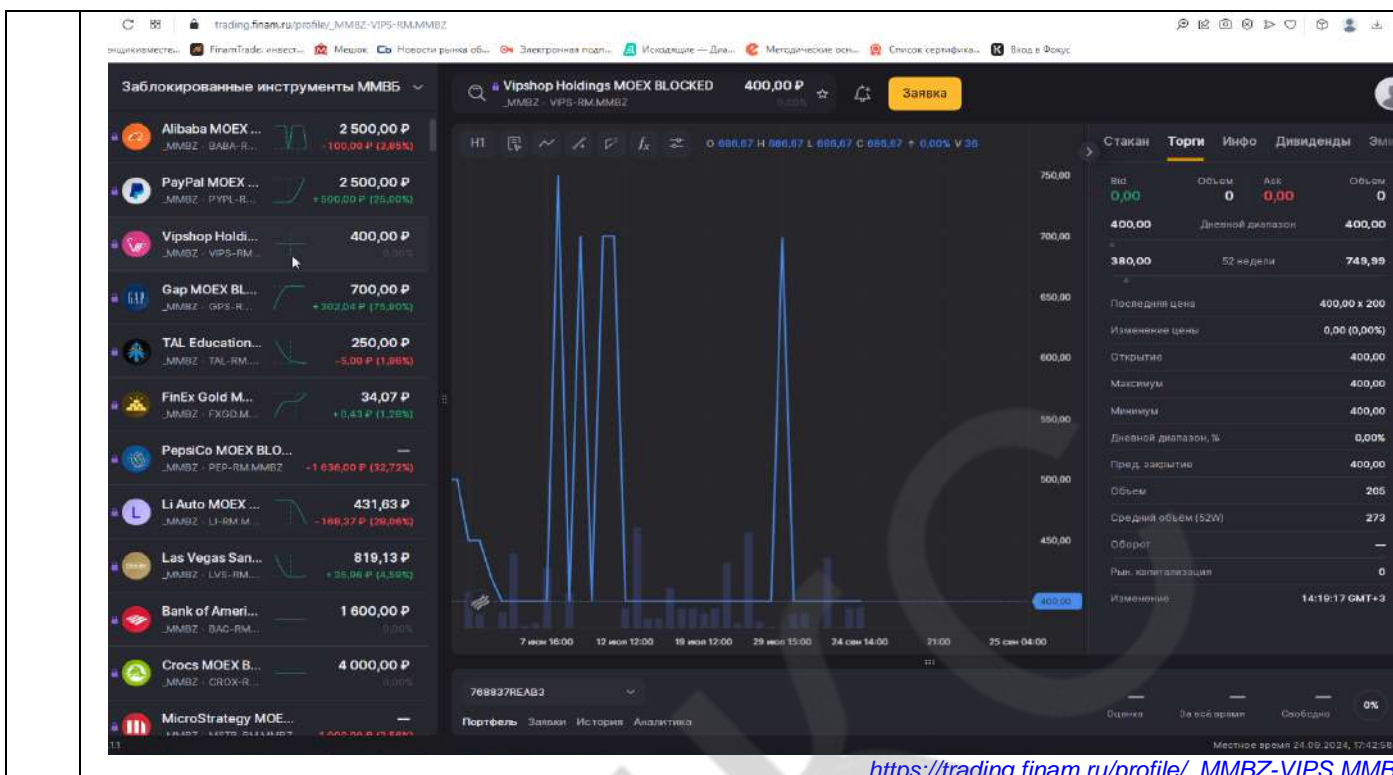 trading.finam.ru/profile/_MMBZ-VIPS-RM.MMBZ
FinamTrade: инвест... Мешок Новости рынка об... Электронная подп... Исходящие — Диа... Методические осн... Список сертифика... Вход в Фокус
Заблокированные инструменты ММВБ
Vipshop Holdings MOEX BLOCKED 400,00 ₽ Заявка
_MMBZ · VIPS-RM.MMBZ 0,00%
Alibaba MOEX ... 2 500,00 ₽
_MMBZ · BABA-R... -100,00 ₽ (3,85%)
PayPal MOEX ... 2 500,00 ₽
_MMBZ · PYPL-R... +500,00 ₽ (25,00%)
Vipshop Holdi... 400,00 ₽
_MMBZ · VIPS-RM... 0,00%
Gap MOEX BL... 700,00 ₽
_MMBZ · GPS-R... +302,04 ₽ (75,90%)
TAL Education... 250,00 ₽
_MMBZ · TAL-RM.... -5,00 ₽ (1,96%)
FinEx Gold M... 34,07 ₽
_MMBZ · FXGD.M... +0,43 ₽ (1,28%)
PepsiCo MOEX BLO... —
_MMBZ · PEP-RM.MMBZ -1 636,00 ₽ (32,72%)
Li Auto MOEX ... 431,63 ₽
_MMBZ · LI-RM.M... -168,37 ₽ (28,06%)
Las Vegas San... 819,13 ₽
_MMBZ · LVS-RM.... +35,96 ₽ (4,59%)
Bank of Ameri... 1 600,00 ₽
_MMBZ · BAC-RM... 0,00%
Crocs MOEX B... 4 000,00 ₽
_MMBZ · CROX-R... 0,00%
MicroStrategy MOE... —
H1 O 686,67 H 686,67 L 686,67 C 686,67 + 0,00% V 36
750,00
700,00
650,00
600,00
550,00
500,00
450,00
400,00
7 июн 16:00 12 июл 12:00 19 июл 12:00 29 июл 15:00 24 сен 14:00 21:00 25 сен 04:00
768937REAB3
Портфель Заявки История Аналитика
Стакан Торги Инфо Дивиденды Эми
Bid Объем Ask Объем
0,00 0 0,00 0
400,00 Дневной диапазон 400,00
380,00 52 недели 749,99
Последняя цена 400,00 x 200
Изменение цены 0,00 (0,00%)
Открытие 400,00
Максимум 400,00
Минимум 400,00
Дневной диапазон, % 0,00%
Пред. закрытие 400,00
Объем 205
Средний объём (52W) 273
Оборот —
Рын. капитализация 0
Изменение 14:19:17 GMT+3
— — — 0%
Оценка За всё время Свободно
Местное время 24.09.2024, 17:42:58
https://trading.finam.ru/profile/_MMBZ-VIPS.MMB